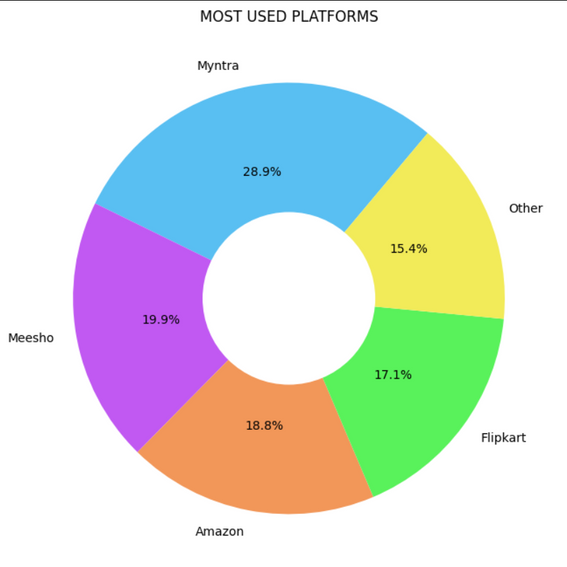 MOST USED PLATFORMS
Myntra
28.9%
Other
15.4%
19.9%
Meesho
17.1%
18.8%
Flipkart
Amazon